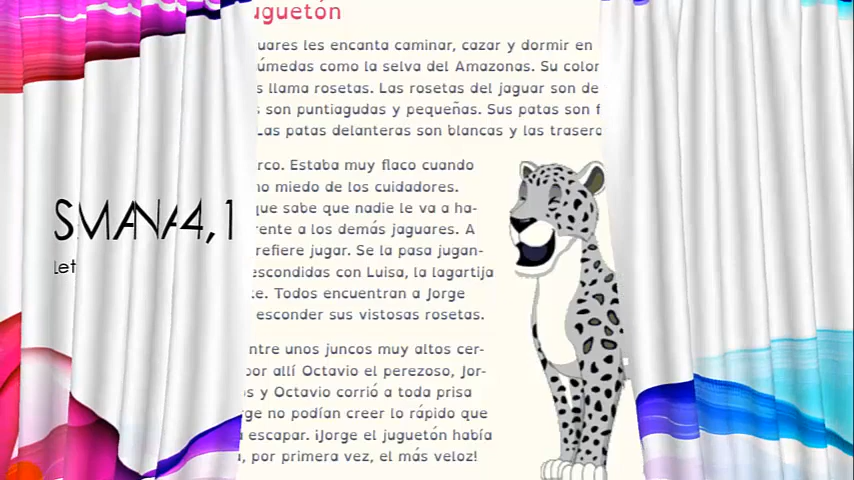 juguetón
uares les encanta caminar, cazar y dormir en
úmedas como la selva del Amazonas. Su color
s llama rosetas. Las rosetas del jaguar son de
s son puntiagudas y pequeñas. Sus patas son f
Las patas delanteras son blancas y las trasera
rco. Estaba muy flaco cuando
no miedo de los cuidadores.
que sabe que nadie le va a ha-
rente a los demás jaguares. A
refiere jugar. Se la pasa jugan-
escondidas con Luisa, la lagartija
te. Todos encuentran a Jorge
esconder sus vistosas rosetas.
ntre unos juncos muy altos cer-
por allí Octavio el perezoso, Jor-
os y Octavio corrió a toda prisa
rge no podían creer lo rápido que
a escapar. ¡Jorge el juguetón había
, por primera vez, el más veloz!
SMANA4,1
Let